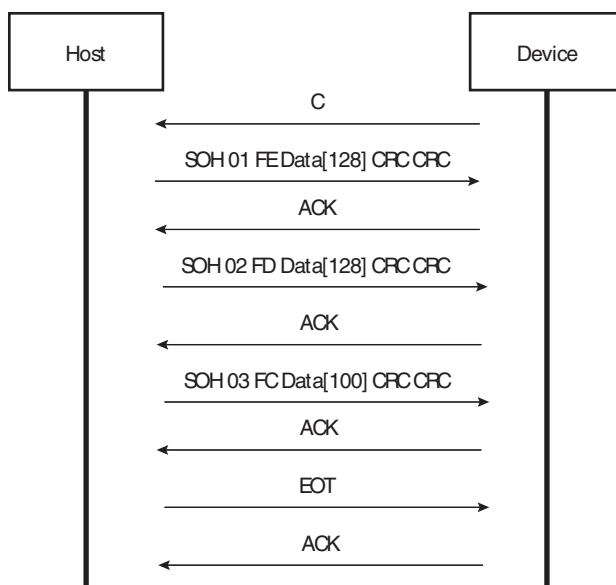 Host
Device
C
SOH 01 FE Data[128] CRC CRC
ACK
SOH 02 FD Data[128] CRC CRC
ACK
SOH 03 FC Data[100] CRC CRC
ACK
EOT
ACK